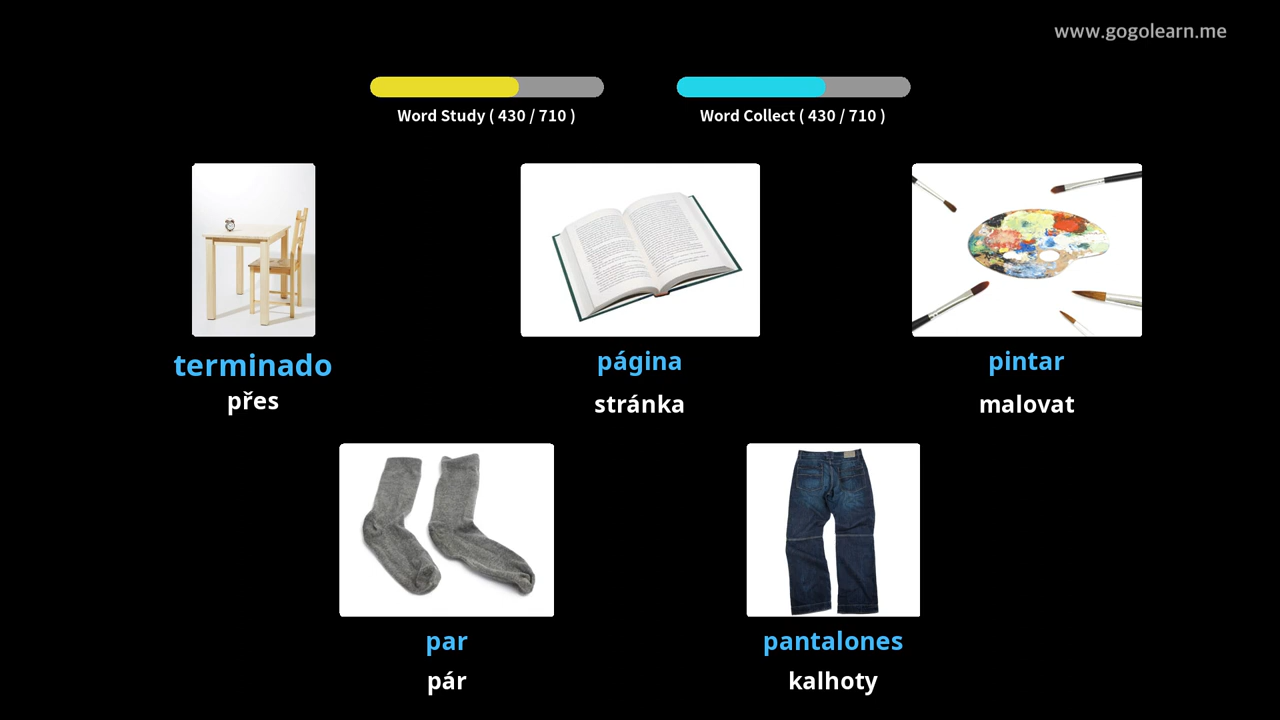 www.gogolearn.me
Word Study ( 430 / 710 )
Word Collect ( 430 / 710 )
terminado
přes
página
stránka
pintar
malovat
par
pár
pantalones
kalhoty